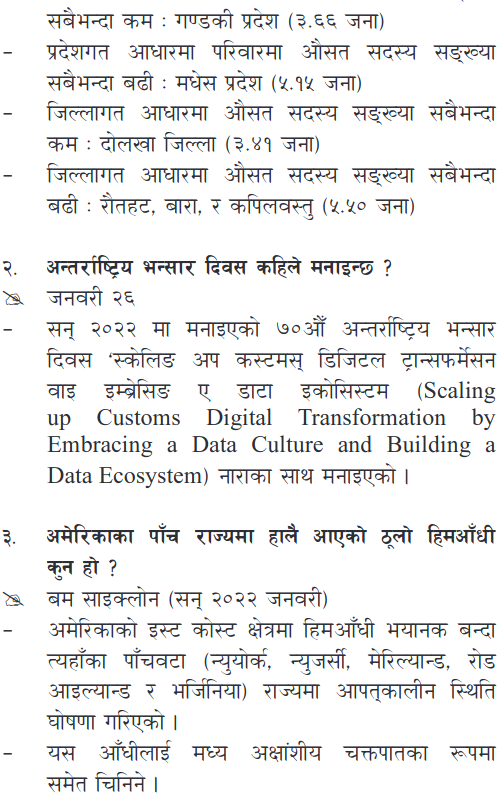 सबैभन्दा कम : गण्डकी प्रदेश (३.६६ जना)
– प्रदेशगत आधारमा परिवारमा औसत सदस्य सङ्ख्या
सबैभन्दा बढी : मधेस प्रदेश (५.१५ जना)
– जिल्लागत आधारमा औसत सदस्य सङ्ख्या सबैभन्दा
कम : दोलखा जिल्ला (३.४१ जना)
– जिल्लागत आधारमा औसत सदस्य सङ्ख्या सबैभन्दा
बढी : रौतहट, बारा, र कपिलवस्तु (५.५० जना)
२. अन्तर्राष्ट्रिय भन्सार दिवस कहिले मनाइन्छ ?
जनवरी २६
– सन् २०२२ मा मनाइएको ७०औँ अन्तर्राष्ट्रिय भन्सार
दिवस ‘स्केलिङ अप कस्टमस् डिजिटल ट्रान्सफर्मेसन
वाइ इम्ब्रेसिङ ए डाटा इकोसिस्टम (Scaling
up Customs Digital Transformation by
Embracing a Data Culture and Building a
Data Ecosystem) नाराका साथ मनाइएको ।
३. अमेरिकाका पाँच राज्यमा हालै आएको ठूलो हिमआँधी
कुन हो ?
बम साइक्लोन (सन् २०२२ जनवरी)
– अमेरिकाको इस्ट कोस्ट क्षेत्रमा हिमआँधी भयानक बन्दा
त्यहाँका पाँचवटा (न्युयोर्क, न्युजर्सी, मेरिल्यान्ड, रोड
आइल्यान्ड र भर्जिनिया) राज्यमा आपत्कालीन स्थिति
घोषणा गरिएको ।
– यस आँधीलाई मध्य अक्षांशीय चक्तपातका रूपमा
समेत चिनिने ।